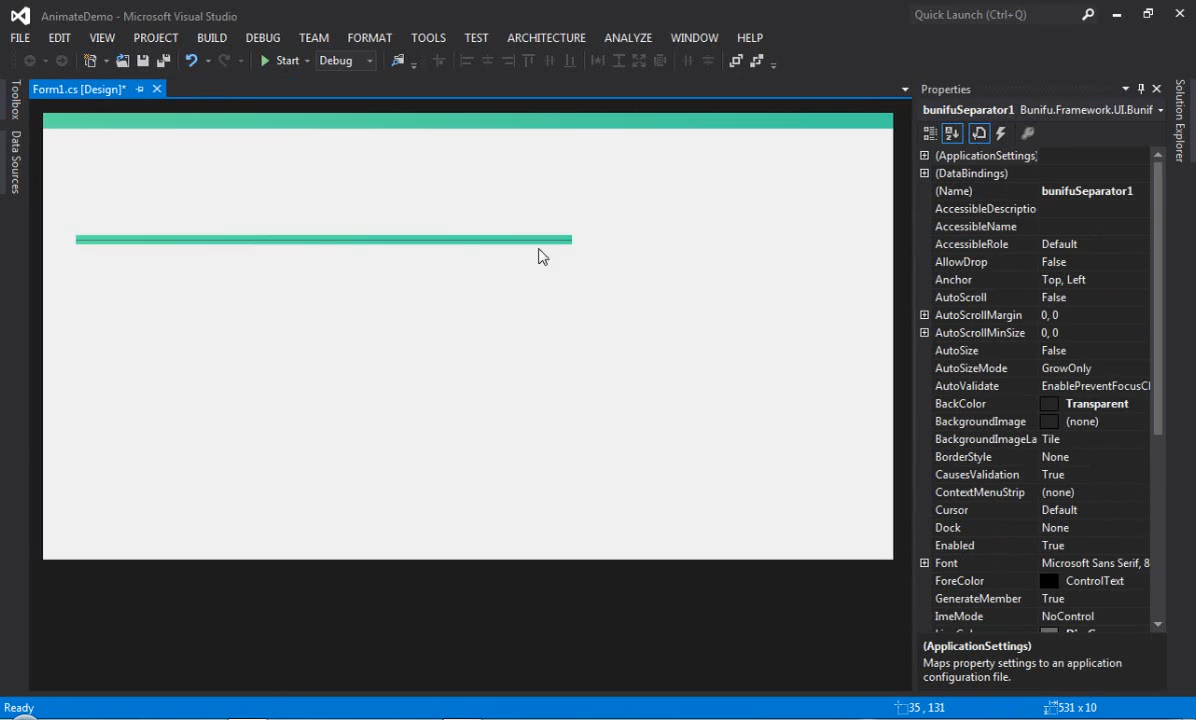 AnimateDemo - Microsoft Visual Studio
Quick Launch (Ctrl+Q)
FILE EDIT VIEW PROJECT BUILD DEBUG TEAM FORMAT TOOLS TEST ARCHITECTURE ANALYZE WINDOW HELP
Start Debug
Toolbox
Data Sources
Form1.cs [Design]*
Properties
bunifuSeparator1 Bunifu.Framework.UI.Bunif
(ApplicationSettings)
(DataBindings)
(Name) bunifuSeparator1
AccessibleDescriptio
AccessibleName
AccessibleRole Default
AllowDrop False
Anchor Top, Left
AutoScroll False
AutoScrollMargin 0, 0
AutoScrollMinSize 0, 0
AutoSize False
AutoSizeMode GrowOnly
AutoValidate EnablePreventFocusCl
BackColor Transparent
BackgroundImage (none)
BackgroundImageLa Tile
BorderStyle None
CausesValidation True
ContextMenuStrip (none)
Cursor Default
Dock None
Enabled True
Font Microsoft Sans Serif, 8
ForeColor ControlText
GenerateMember True
ImeMode NoControl
(ApplicationSettings)
Maps property settings to an application
configuration file.
Solution Explorer
Ready
35 , 131
531 x 10